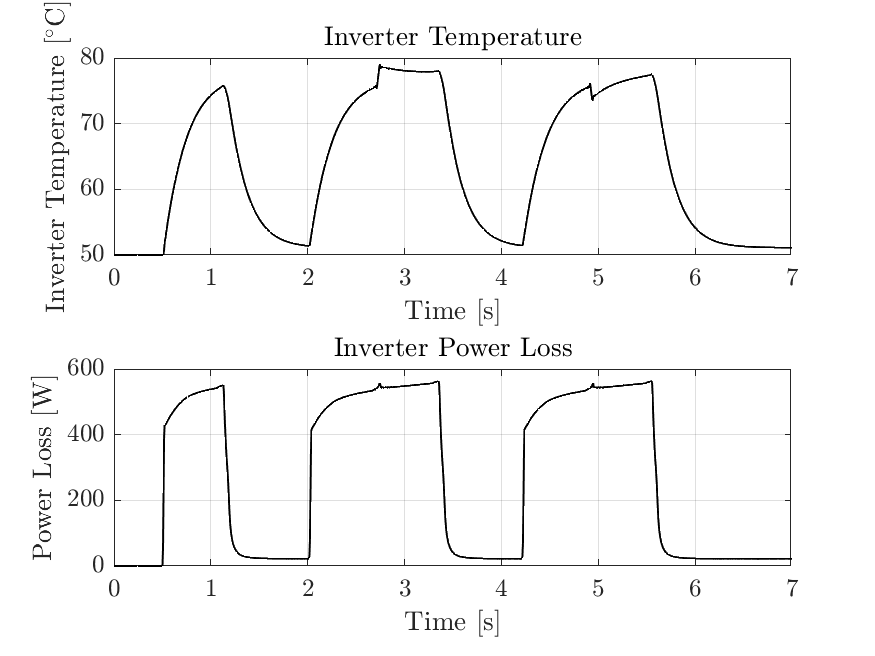 Inverter Temperature
Inverter Temperature [°C]
80
70
60
50
0 1 2 3 4 5 6 7
Time [s]
Inverter Power Loss
Power Loss [W]
600
400
200
0
0 1 2 3 4 5 6 7
Time [s]